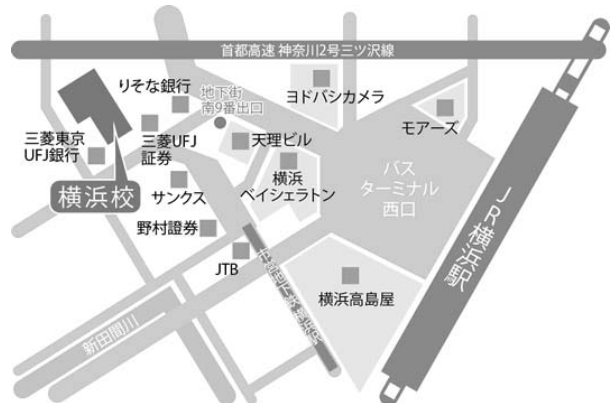 首都高速 神奈川2号三ツ沢線
りそな銀行
地下街
南9番出口
ヨドバシカメラ
モアーズ
三菱東京
UFJ銀行
三菱UFJ
証券
天理ビル
横浜
ベイシェラトン
バス
ターミナル
西口
横浜校
サンクス
野村證券
JTB
横浜高島屋
JR横浜駅
新田間川